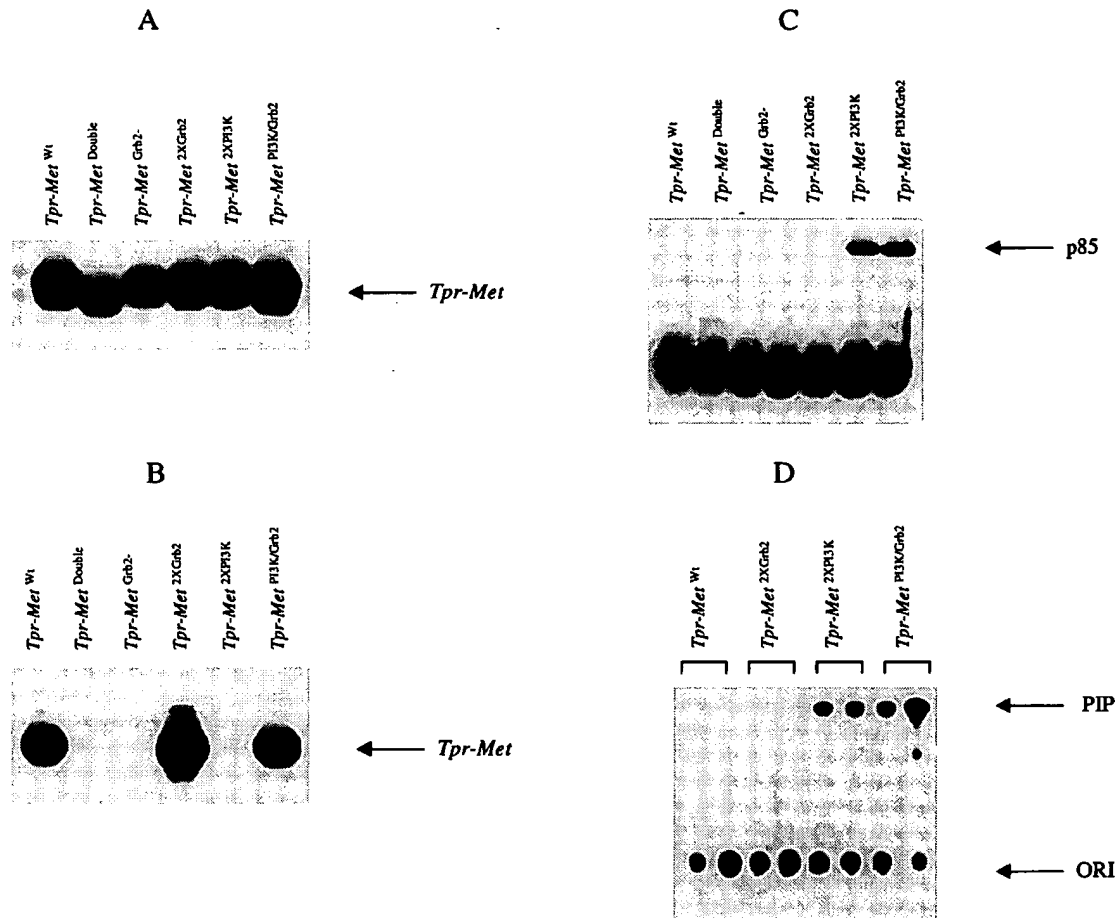 A
Tpr-Met Wt
Tpr-Met Double
Tpr-Met Grb2-
Tpr-Met 2XGrb2
Tpr-Met 2XPI3K
Tpr-Met PI3K/Grb2
Tpr-Met
B
Tpr-Met Wt
Tpr-Met Double
Tpr-Met Grb2-
Tpr-Met 2XGrb2
Tpr-Met 2XPI3K
Tpr-Met PI3K/Grb2
Tpr-Met
C
Tpr-Met Wt
Tpr-Met Double
Tpr-Met Grb2-
Tpr-Met 2XGrb2
Tpr-Met 2XPI3K
Tpr-Met PI3K/Grb2
p85
D
Tpr-Met Wt
Tpr-Met 2XGrb2
Tpr-Met 2XPI3K
Tpr-Met PI3K/Grb2
PIP
ORI